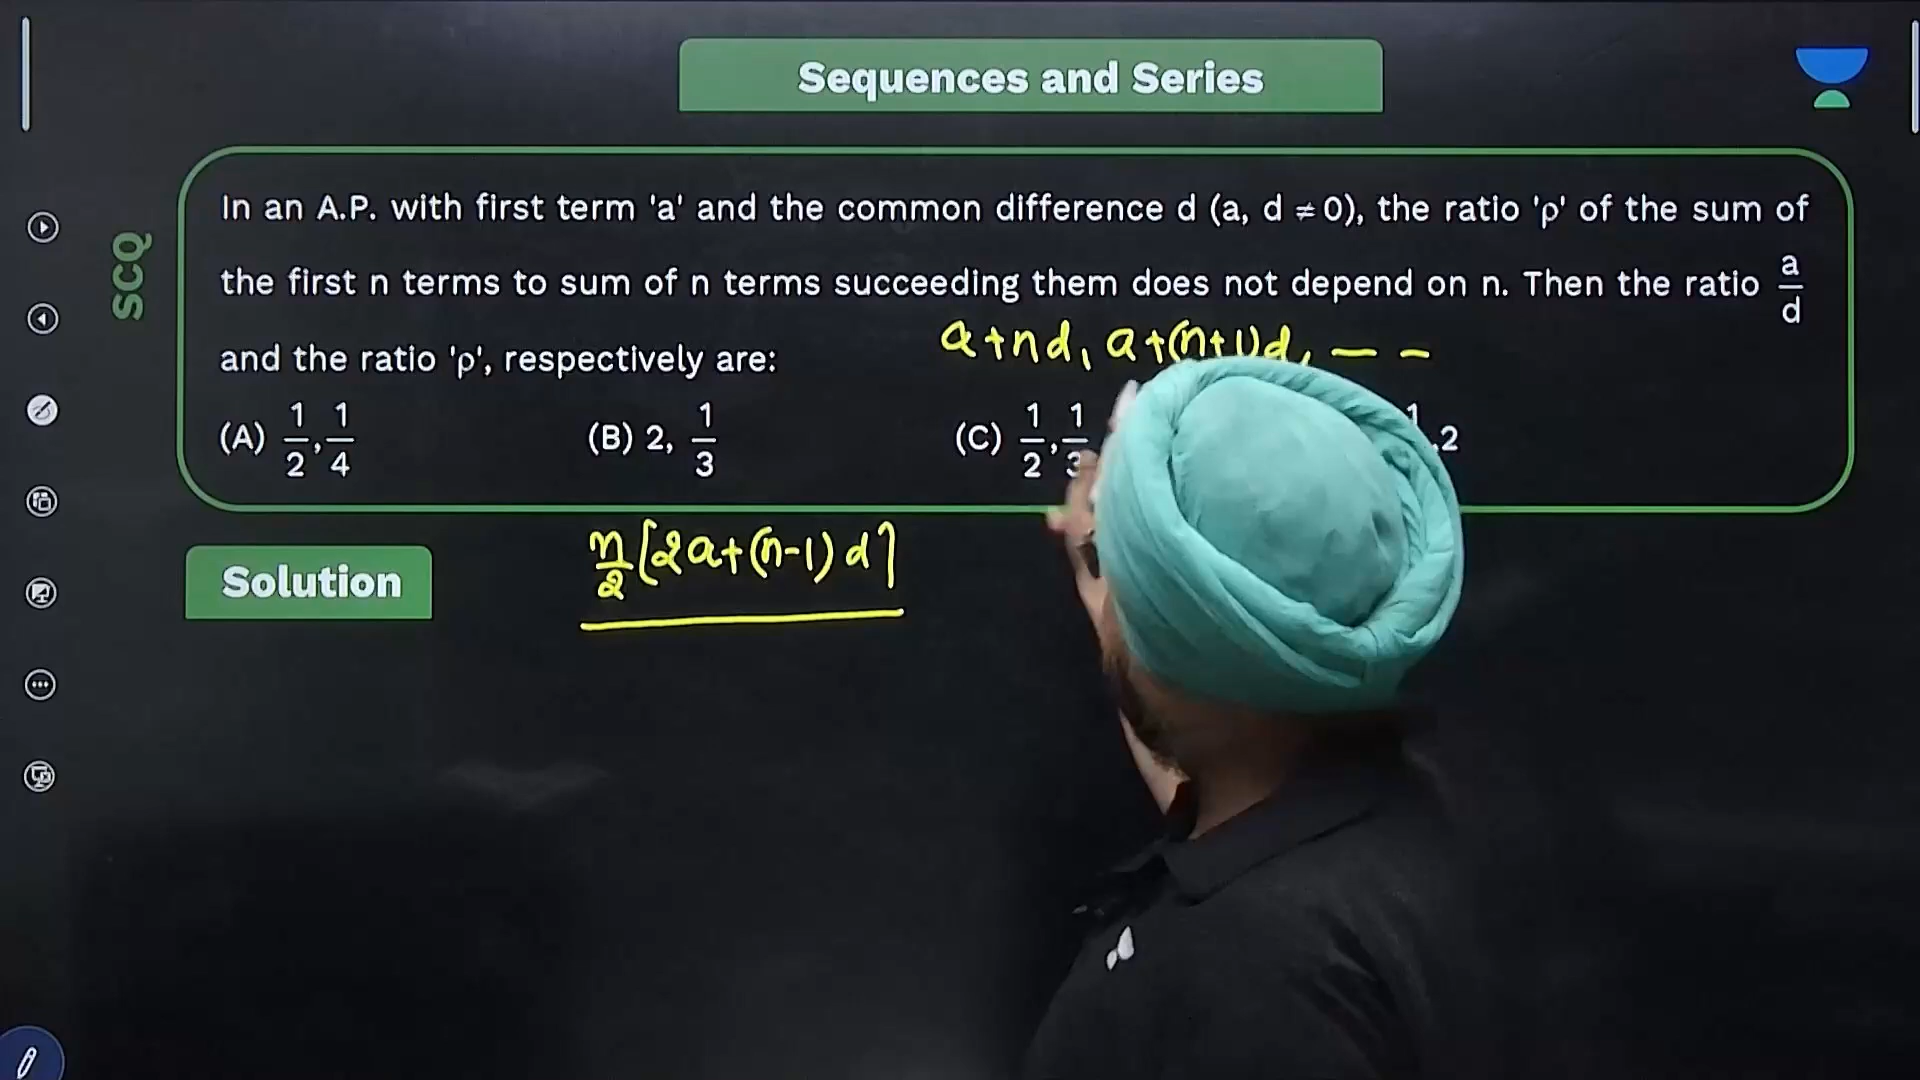 Sequences and Series
SCQ
In an A.P. with first term 'a' and the common difference d (a, d ≠ 0), the ratio 'ρ' of the sum of
the first n terms to sum of n terms succeeding them does not depend on n. Then the ratio a/d
and the ratio 'ρ', respectively are:
a+nd, a+(n+1)d, — –
(A) 1/2, 1/4 (B) 2, 1/3 (C) 1/2, 1/3 ,2
Solution
n/2[2a+(n-1)d]